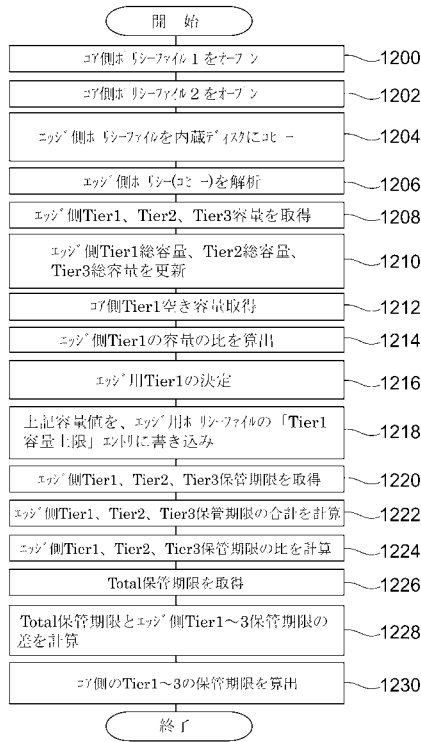 開 始
コア側ポリシーファイル1をオープン
1200
コア側ポリシーファイル2をオープン
1202
エッジ側ポリシーファイルを内蔵ディスクにコピー
1204
エッジ側ポリシー(コピー)を解析
1206
エッジ側Tier1、Tier2、Tier3容量を取得
1208
エッジ側Tier1総容量、Tier2総容量、
Tier3総容量を更新
1210
コア側Tier1空き容量取得
1212
エッジ側Tier1の容量の比を算出
1214
エッジ用Tier1の決定
1216
上記容量値を、エッジ用ポリシーファイルの「Tier1
容量上限」エントリに書き込み
1218
エッジ側Tier1、Tier2、Tier3保管期限を取得
1220
エッジ側Tier1、Tier2、Tier3保管期限の合計を計算
1222
エッジ側Tier1、Tier2、Tier3保管期限の比を計算
1224
Total保管期限を取得
1226
Total保管期限とエッジ側Tier1～3保管期限の
差を計算
1228
コア側のTier1～3の保管期限を算出
1230
終了